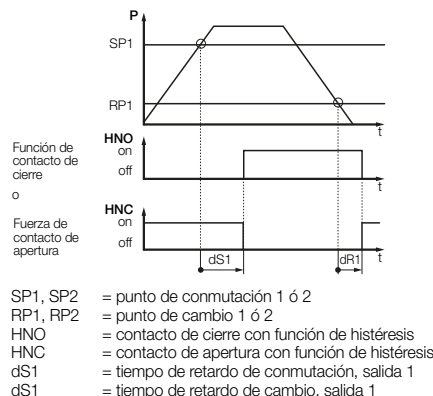 P
SP1
RP1
t
Función de
contacto de
cierre
HNO
on
off
t
o
Fuerza de
contacto de
apertura
HNC
on
off
t
dS1
dR1
SP1, SP2 = punto de conmutación 1 ó 2
RP1, RP2 = punto de cambio 1 ó 2
HNO = contacto de cierre con función de histéresis
HNC = contacto de apertura con función de histéresis
dS1 = tiempo de retardo de conmutación, salida 1
dS1 = tiempo de retardo de cambio, salida 1